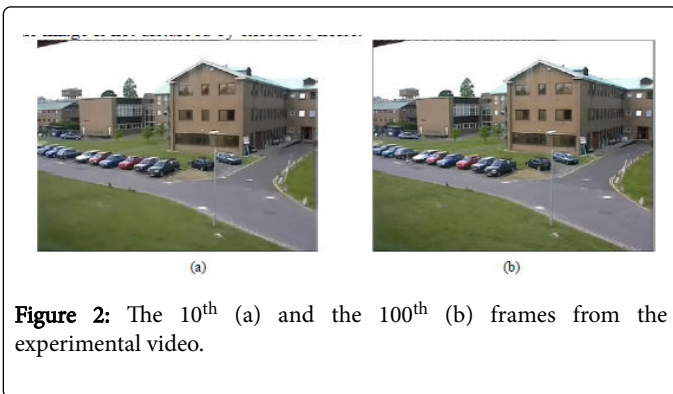 (a)
(b)
Figure 2: The 10th (a) and the 100th (b) frames from the
experimental video.